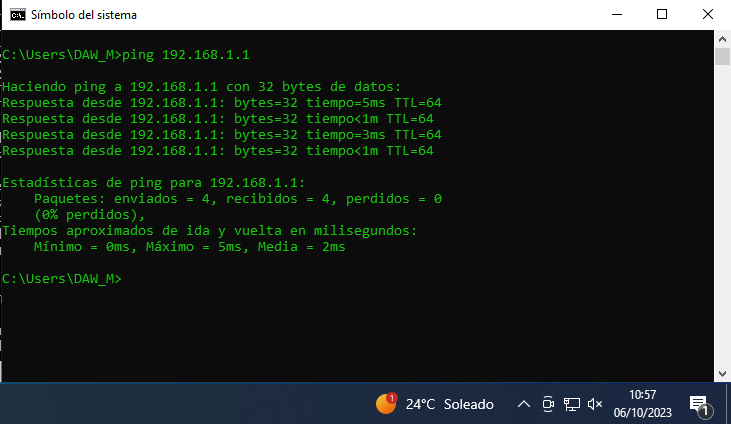 Símbolo del sistema
C:\Users\DAW_M>ping 192.168.1.1
Haciendo ping a 192.168.1.1 con 32 bytes de datos:
Respuesta desde 192.168.1.1: bytes=32 tiempo=5ms TTL=64
Respuesta desde 192.168.1.1: bytes=32 tiempo<1m TTL=64
Respuesta desde 192.168.1.1: bytes=32 tiempo=3ms TTL=64
Respuesta desde 192.168.1.1: bytes=32 tiempo<1m TTL=64
Estadísticas de ping para 192.168.1.1:
    Paquetes: enviados = 4, recibidos = 4, perdidos = 0
    (0% perdidos),
Tiempos aproximados de ida y vuelta en milisegundos:
    Mínimo = 0ms, Máximo = 5ms, Media = 2ms
C:\Users\DAW_M>
1
24°C Soleado
10:57
06/10/2023
1